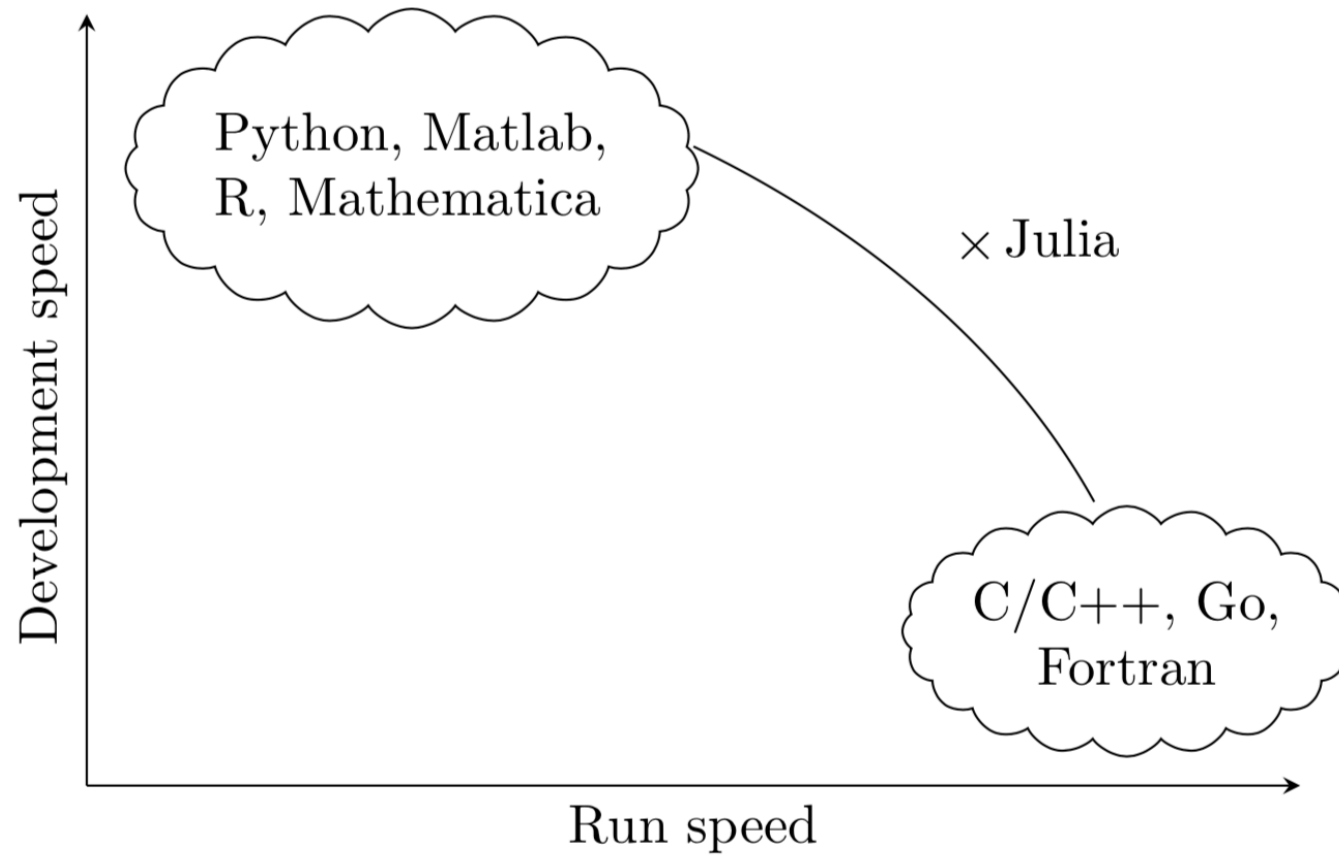 Development speed
Python, Matlab,
R, Mathematica
× Julia
C/C++, Go,
Fortran
Run speed